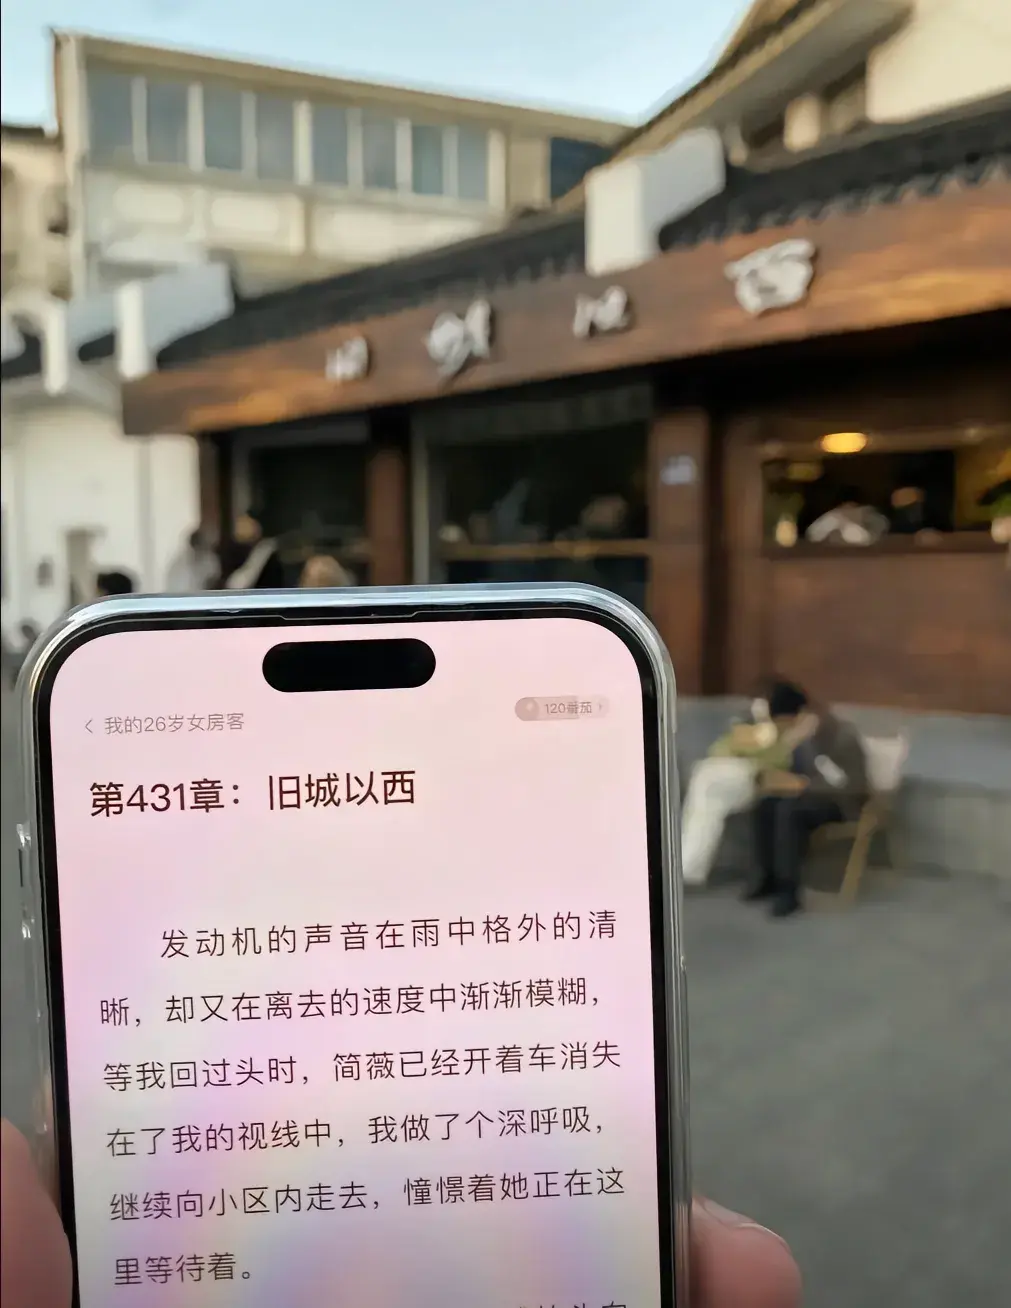 旧城以西
我的26岁女房客
120番茄
第431章：旧城以西
发动机的声音在雨中格外的清
晰，却又在离去的速度中渐渐模糊，
等我回过头时，简薇已经开着车消失
在了我的视线中，我做了个深呼吸，
继续向小区内走去，憧憬着她正在这
里等待着。